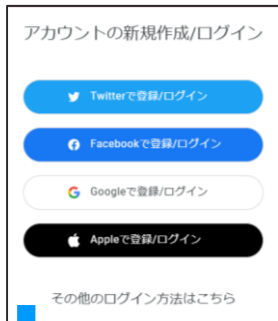 アカウントの新規作成/ログイン
Twitterで登録/ログイン
Facebookで登録/ログイン
Googleで登録/ログイン
Appleで登録/ログイン
その他のログイン方法はこちら